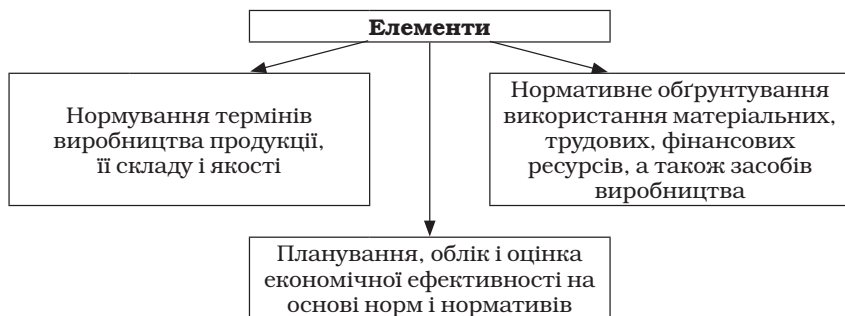 Елементи
Нормування термінів
виробництва продукції,
її складу і якості
Нормативне обґрунтування
використання матеріальних,
трудових, фінансових
ресурсів, а також засобів
виробництва
Планування, облік і оцінка
економічної ефективності на
основі норм і нормативів